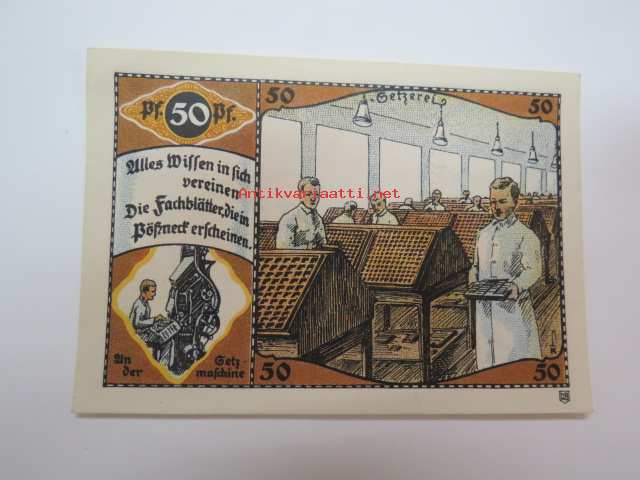 Pf. 50 Pf.
Alles Wissen in sich
vereinen
Die Fachblätter, die in
Pößneck erscheinen.
An der
Setz-
maschine
50
Setzerei
50
50
50
Antikvariaatti.net